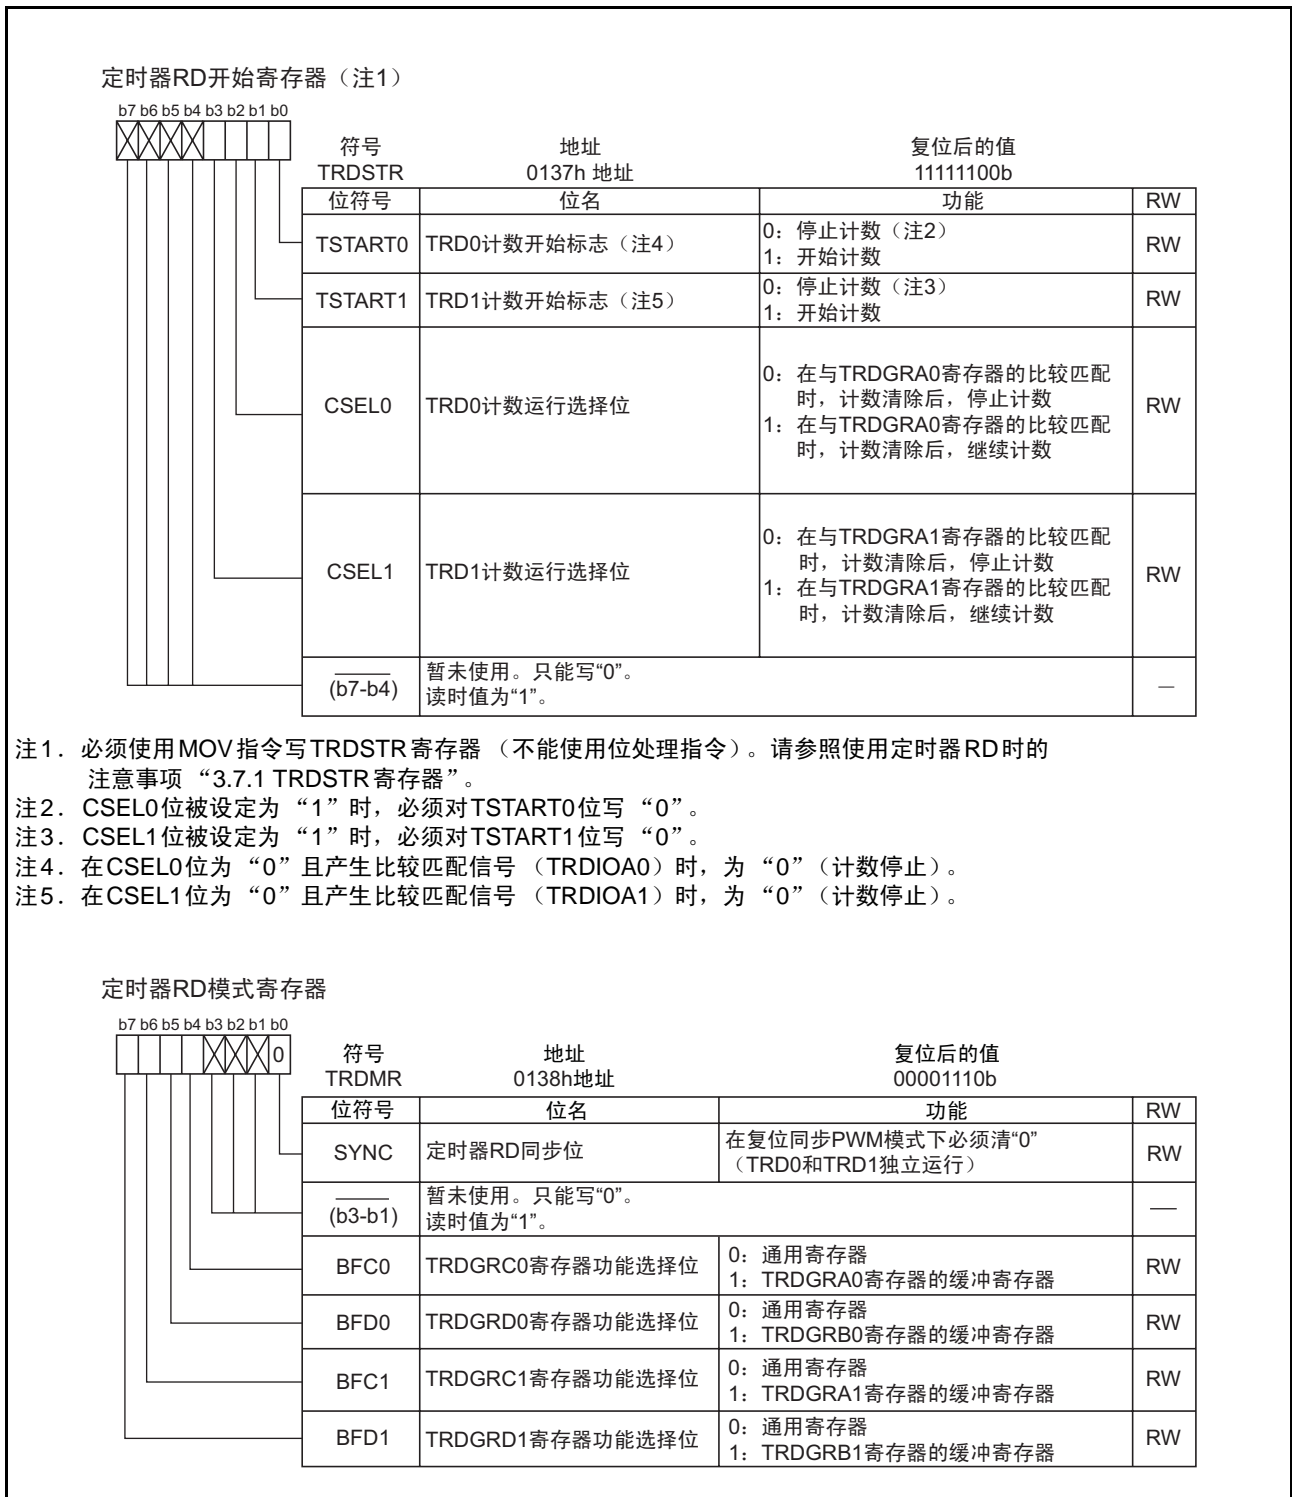 定时器RD开始寄存器（注1）
b7 b6 b5 b4 b3 b2 b1 b0
符号 地址 复位后的值
TRDSTR 0137h 地址 11111100b
位符号 位名 功能 RW
TSTART0 TRD0计数开始标志（注4） 0：停止计数（注2） RW
1：开始计数
TSTART1 TRD1计数开始标志（注5） 0：停止计数（注3） RW
1：开始计数
CSEL0 TRD0计数运行选择位 0：在与TRDGRA0寄存器的比较匹配 RW
时，计数清除后，停止计数
1：在与TRDGRA0寄存器的比较匹配
时，计数清除后，继续计数
CSEL1 TRD1计数运行选择位 0：在与TRDGRA1寄存器的比较匹配 RW
时，计数清除后，停止计数
1：在与TRDGRA1寄存器的比较匹配
时，计数清除后，继续计数
(b7-b4) 暂未使用。只能写“0”。 —
读时值为“1”。
注1．必须使用MOV指令写TRDSTR寄存器（不能使用位处理指令）。请参照使用定时器RD时的
注意事项“3.7.1 TRDSTR寄存器”。
注2．CSEL0位被设定为“1”时，必须对TSTART0位写“0”。
注3．CSEL1位被设定为“1”时，必须对TSTART1位写“0”。
注4．在CSEL0位为“0”且产生比较匹配信号（TRDIOA0）时，为“0”（计数停止）。
注5．在CSEL1位为“0”且产生比较匹配信号（TRDIOA1）时，为“0”（计数停止）。
定时器RD模式寄存器
b7 b6 b5 b4 b3 b2 b1 b0
0
符号 地址 复位后的值
TRDMR 0138h地址 00001110b
位符号 位名 功能 RW
SYNC 定时器RD同步位 在复位同步PWM模式下必须清“0” RW
（TRD0和TRD1独立运行）
(b3-b1) 暂未使用。只能写“0”。 —
读时值为“1”。
BFC0 TRDGRC0寄存器功能选择位 0：通用寄存器 RW
1：TRDGRA0寄存器的缓冲寄存器
BFD0 TRDGRD0寄存器功能选择位 0：通用寄存器 RW
1：TRDGRB0寄存器的缓冲寄存器
BFC1 TRDGRC1寄存器功能选择位 0：通用寄存器 RW
1：TRDGRA1寄存器的缓冲寄存器
BFD1 TRDGRD1寄存器功能选择位 0：通用寄存器 RW
1：TRDGRB1寄存器的缓冲寄存器